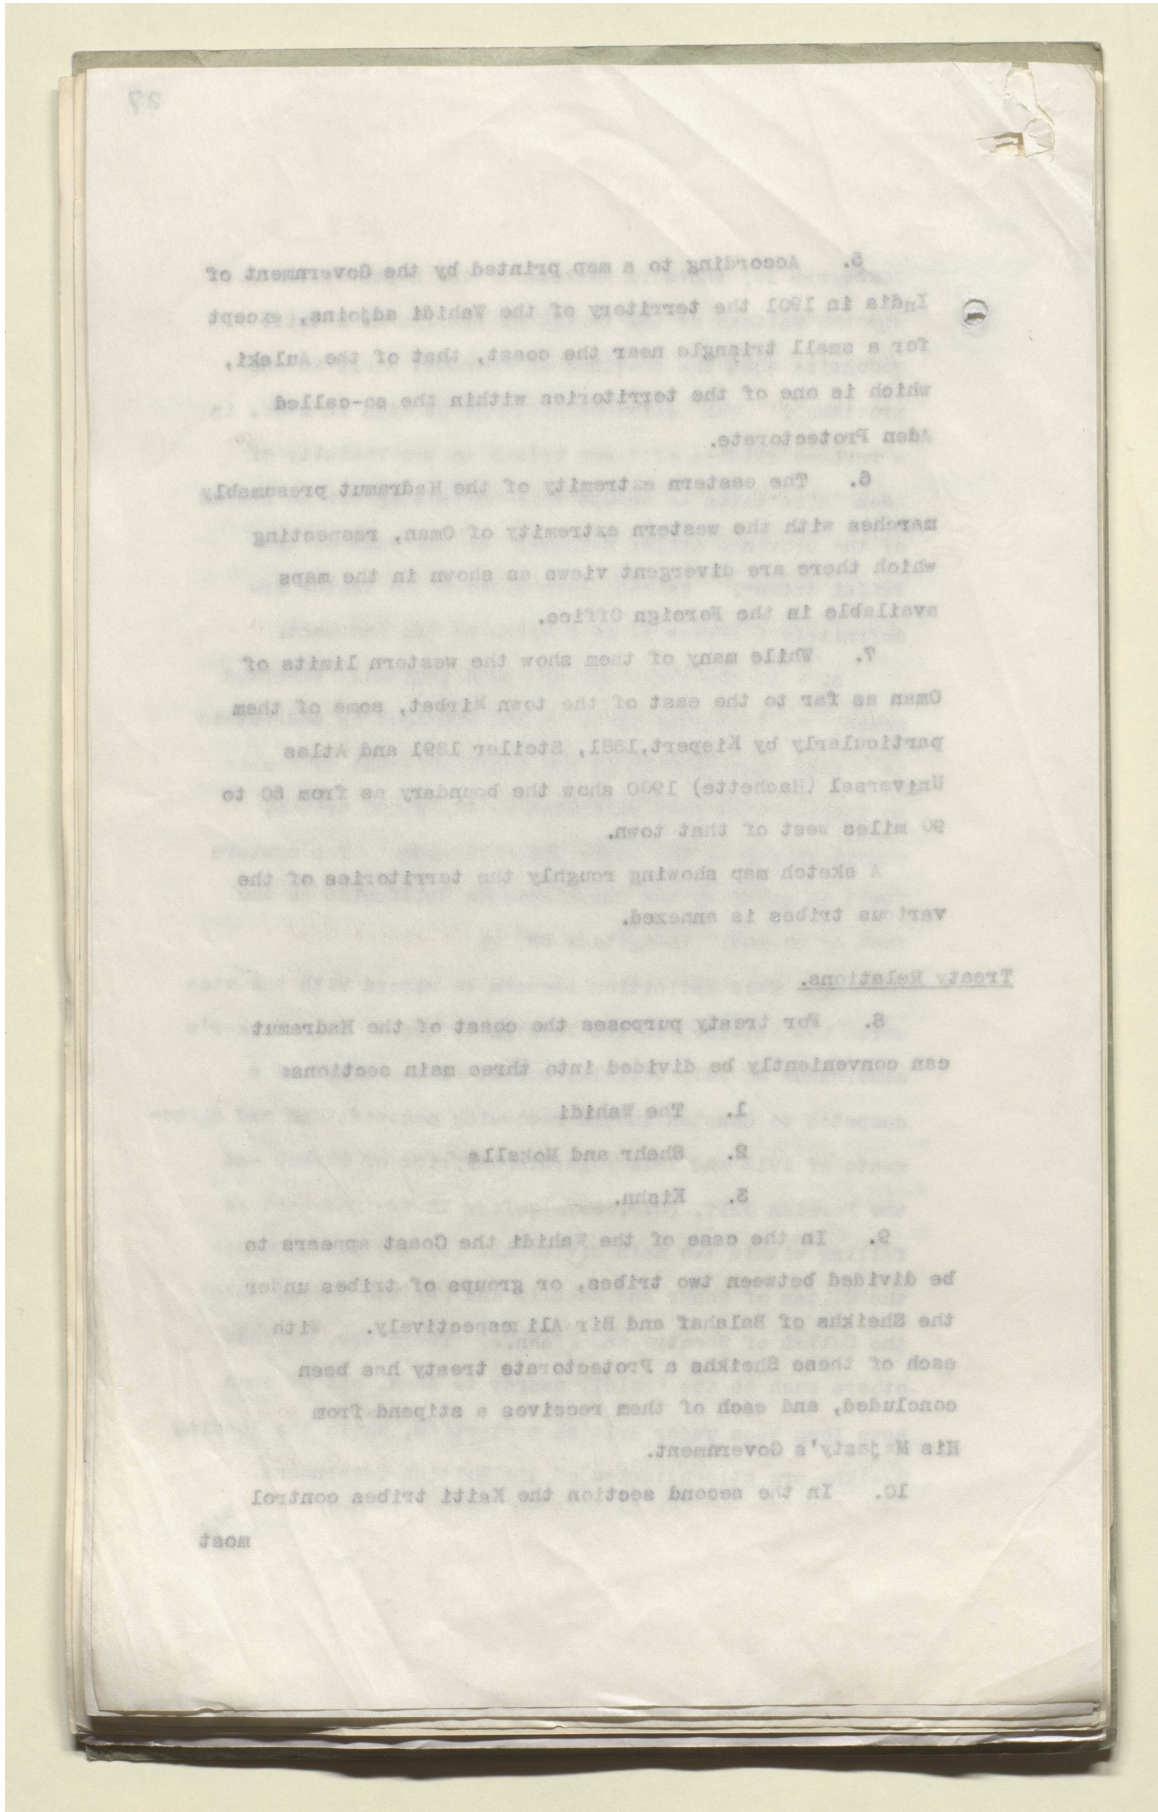 27
5. According to a map printed by the Government of
India in 1901 the territory of the Wahidi adjoins, except
for a small triangle near the coast, that of the Aulaki,
which is one of the territories within the so-called
Aden Protectorate.
6. The eastern extremity of the Hadramut presumably
marches with the western extremity of Oman, respecting
which there are divergent views as shown in the maps
available in the Foreign Office.
7. While many of them show the western limits of
Oman as far to the east of the town Mirbat, some of them
particularly by Kiepert, 1881, Steiler 1891 and Atlas
Universal (Hachette) 1900 show the boundary as from 80 to
90 miles west of that town.
A sketch map showing roughly the territories of the
various tribes is annexed.
Treaty Relations.
8. For treaty purposes the coast of the Hadramut
can conveniently be divided into three main sections:
1. The Wahidi
2. Shehr and Mokalla
3. Kishn.
9. In the case of the Wahidi the Coast appears to
be divided between two tribes, or groups of tribes under
the Sheikhs of Balahaf and Bir Ali respectively. With
each of these Sheikhs a Protectorate treaty has been
concluded, and each of them receives a stipend from
His Majesty's Government.
10. In the second section the Kaiti tribes control
most